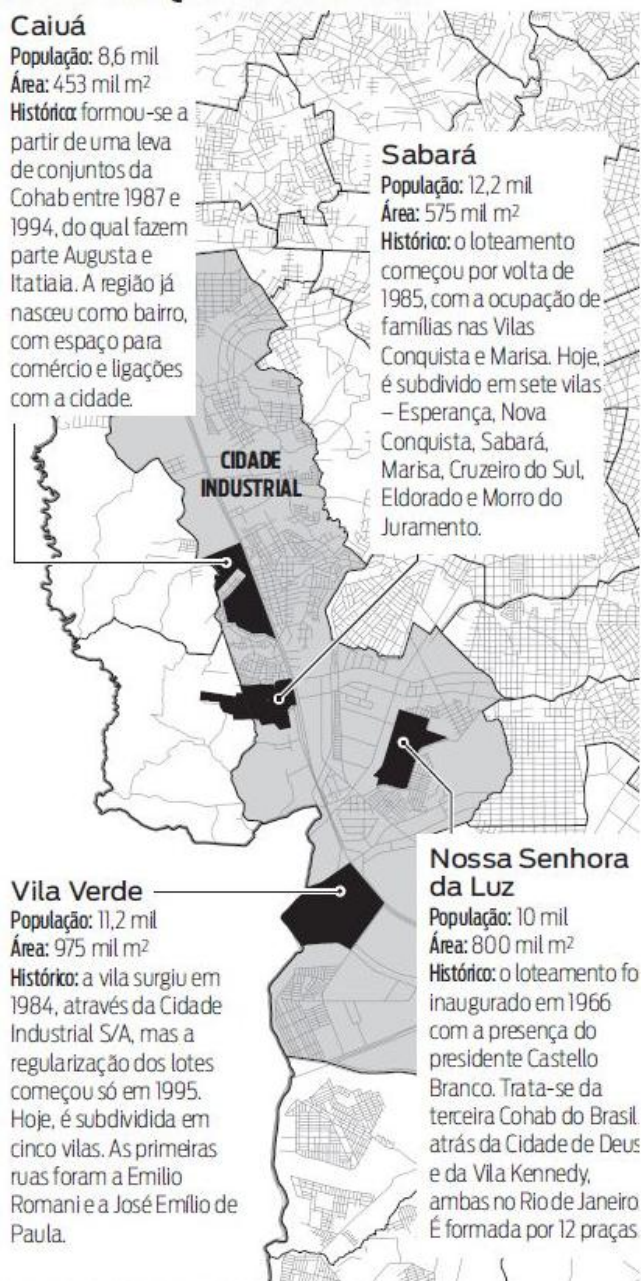 Caiuá
População: 8,6 mil
Área: 453 mil m²
Histórico: formou-se a
partir de uma leva
de conjuntos da
Cohab entre 1987 e
1994, do qual fazem
parte Augusta e
Itatiaia. A região já
nasceu como bairro,
com espaço para
comércio e ligações
com a cidade.
Sabará
População: 12,2 mil
Área: 575 mil m²
Histórico: o loteamento
começou por volta de
1985, com a ocupação de
famílias nas Vilas
Conquista e Marisa. Hoje,
é subdivido em sete vilas
– Esperança, Nova
Conquista, Sabará,
Marisa, Cruzeiro do Sul,
Eldorado e Morro do
Juramento.
CIDADE
INDUSTRIAL
Vila Verde
População: 11,2 mil
Área: 975 mil m²
Histórico: a vila surgiu em
1984, através da Cidade
Industrial S/A, mas a
regularização dos lotes
começou só em 1995.
Hoje, é subdividida em
cinco vilas. As primeiras
ruas foram a Emilio
Romani e a José Emílio de
Paula.
Nossa Senhora
da Luz
População: 10 mil
Área: 800 mil m²
Histórico: o loteamento fo
inaugurado em 1966
com a presença do
presidente Castello
Branco. Trata-se da
terceira Cohab do Brasil
atrás da Cidade de Deus
e da Vila Kennedy,
ambas no Rio de Janeiro
É formada por 12 praças